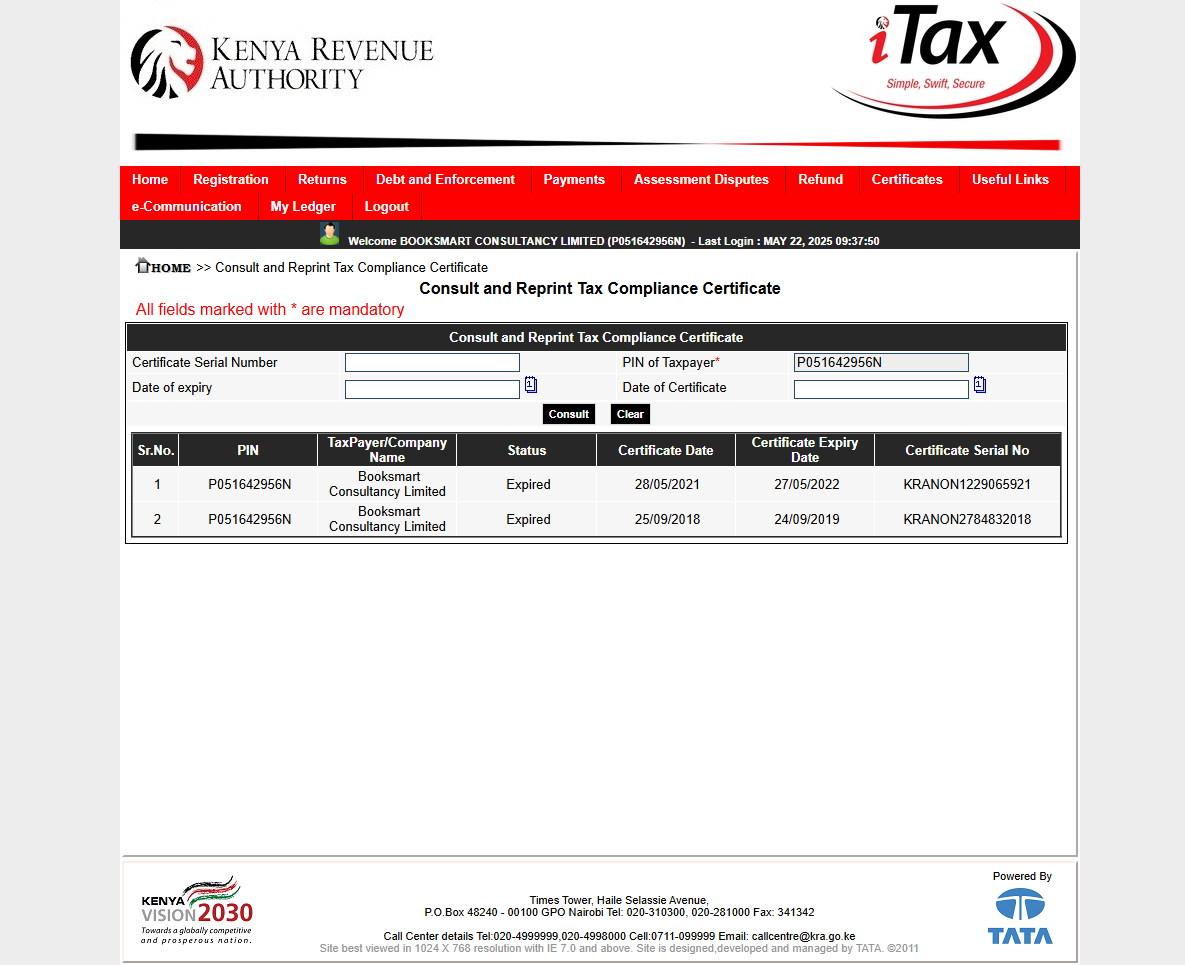 KENYA REVENUE
AUTHORITY
iTax
Simple, Swift, Secure
Home Registration Returns Debt and Enforcement Payments Assessment Disputes Refund Certificates Useful Links
e-Communication My Ledger Logout
Welcome BOOKSMART CONSULTANCY LIMITED (P051642956N) - Last Login : MAY 22, 2025 09:37:50
HOME >> Consult and Reprint Tax Compliance Certificate
Consult and Reprint Tax Compliance Certificate
All fields marked with * are mandatory
Consult and Reprint Tax Compliance Certificate
Certificate Serial Number PIN of Taxpayer* P051642956N
Date of expiry 1 Date of Certificate 1
Consult Clear
Sr.No. PIN TaxPayer/Company Name Status Certificate Date Certificate Expiry Date Certificate Serial No
1 P051642956N Booksmart Consultancy Limited Expired 28/05/2021 27/05/2022 KRANON1229065921
2 P051642956N Booksmart Consultancy Limited Expired 25/09/2018 24/09/2019 KRANON2784832018
KENYA
VISION 2030
Towards a globally competitive
and prosperous nation.
Times Tower, Haile Selassie Avenue,
P.O.Box 48240 - 00100 GPO Nairobi Tel: 020-310300, 020-281000 Fax: 341342
Call Center details Tel:020-4999999,020-4998000 Cell:0711-099999 Email: callcentre@kra.go.ke
Site best viewed in 1024 X 768 resolution with IE 7.0 and above. Site is designed,developed and managed by TATA. ©2011
Powered By
TATA